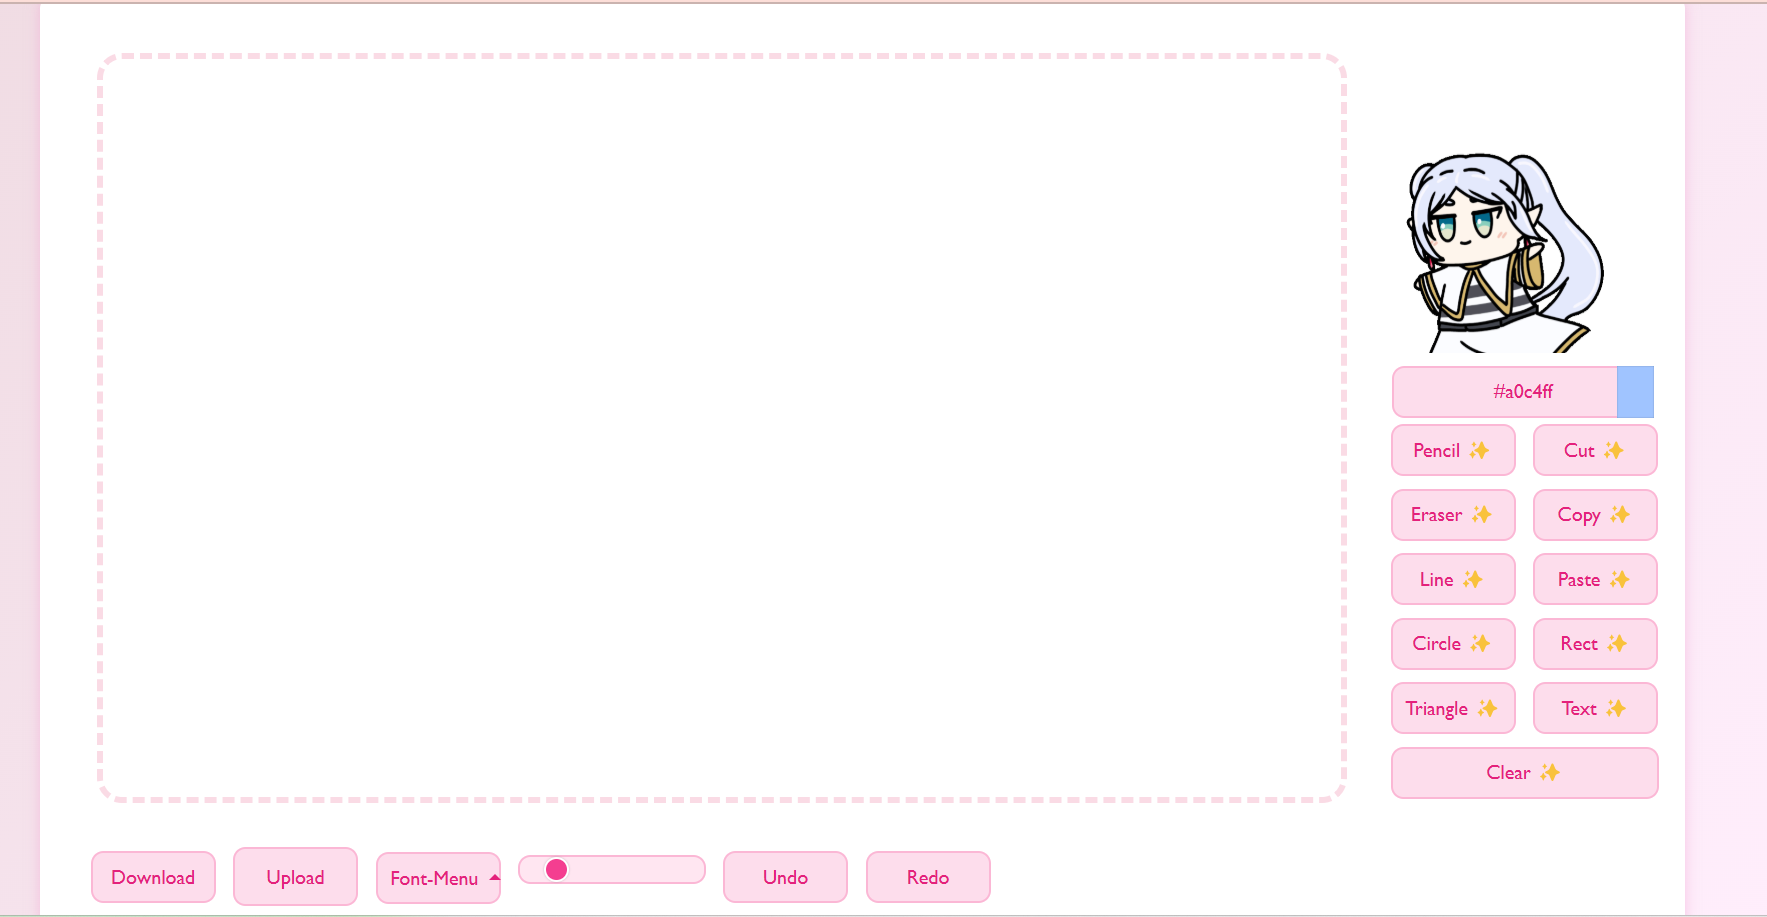 #a0c4ff
Pencil ✨ Cut ✨
Eraser ✨ Copy ✨
Line ✨ Paste ✨
Circle ✨ Rect ✨
Triangle ✨ Text ✨
Clear ✨
Download Upload Font-Menu Undo Redo